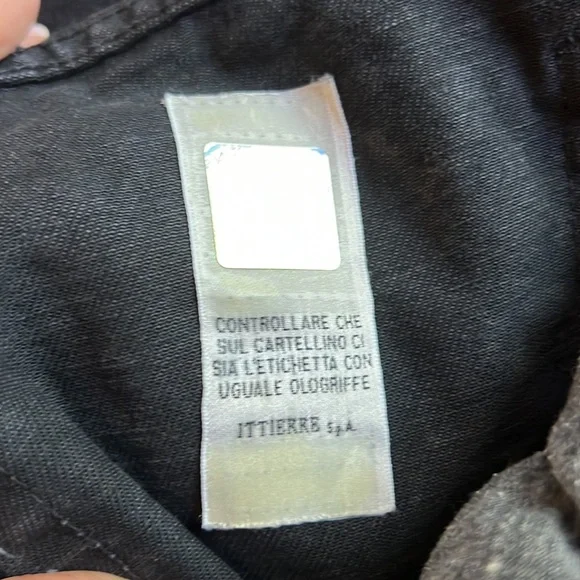 CONTROLLARE CHE
SUL CARTELLINO CI
SIA L'ETICHETTA CON
UGUALE OLOGRIFFE
ITTIERRE S.p.A.